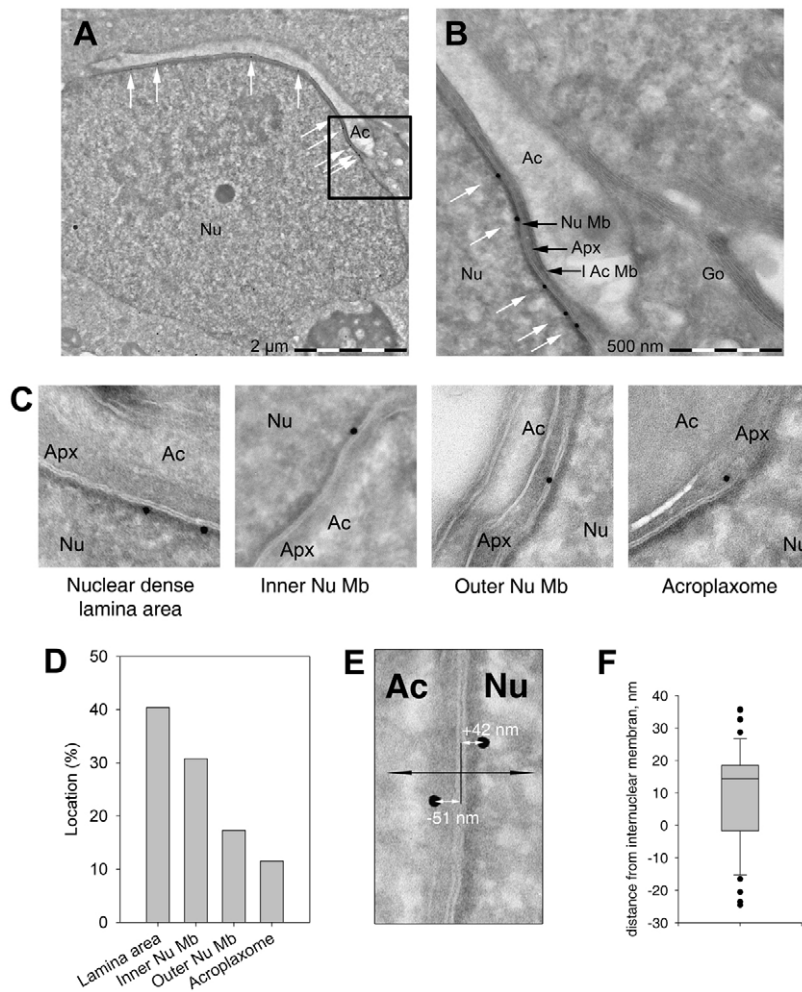 A
Ac
Nu
2 µm
B
Ac
Nu Mb
Apx
I Ac Mb
Nu
Go
500 nm
C
Apx
Ac
Nu
Nuclear dense
lamina area
Nu
Ac
Apx
Inner Nu Mb
Ac
Apx
Nu
Outer Nu Mb
Ac
Apx
Nu
Acroplaxome
D
Location (%)
50
40
30
20
10
0
Lamina area
Inner Nu Mb
Outer Nu Mb
Acroplaxome
E
Ac
Nu
+42 nm
-51 nm
F
distance from internuclear membran, nm
40
30
20
10
0
-10
-20
-30